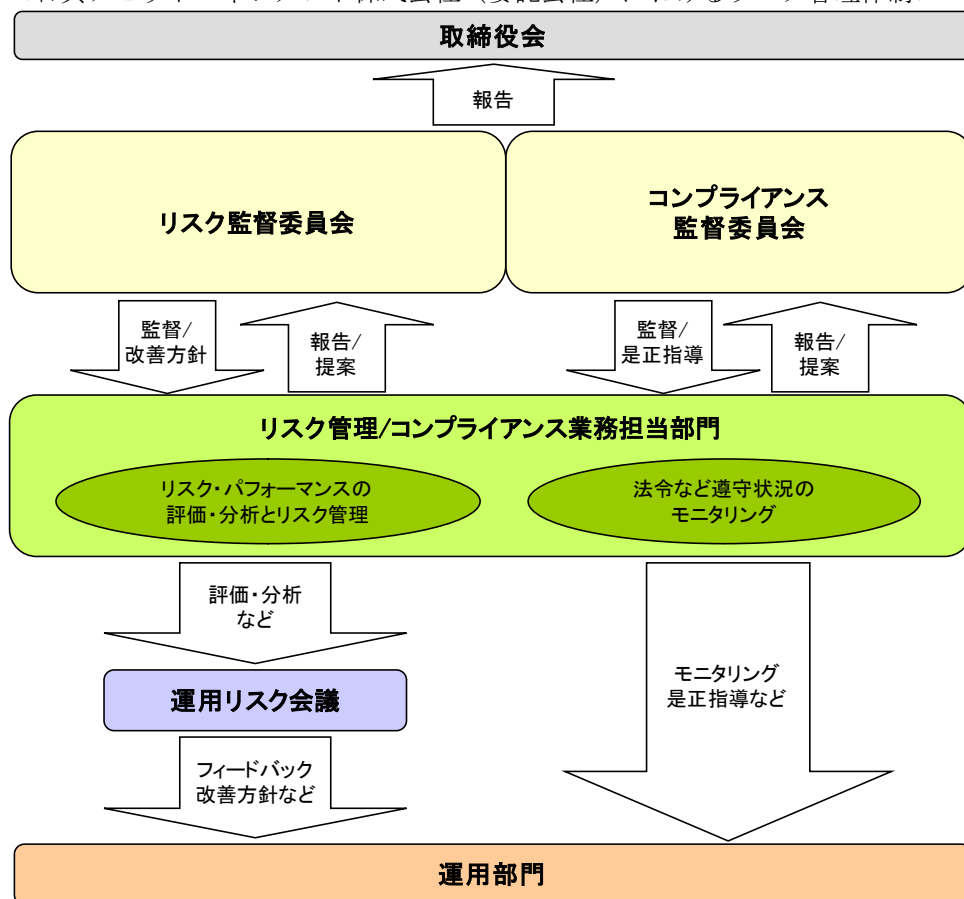 取締役会
報告
リスク監督委員会
コンプライアンス
監督委員会
監督/
改善方針
報告/
提案
監督/
是正指導
報告/
提案
リスク管理/コンプライアンス業務担当部門
リスク・パフォーマンスの
評価・分析とリスク管理
法令など遵守状況の
モニタリング
評価・分析
など
運用リスク会議
モニタリング
是正指導など
フィードバック
改善方針など
運用部門